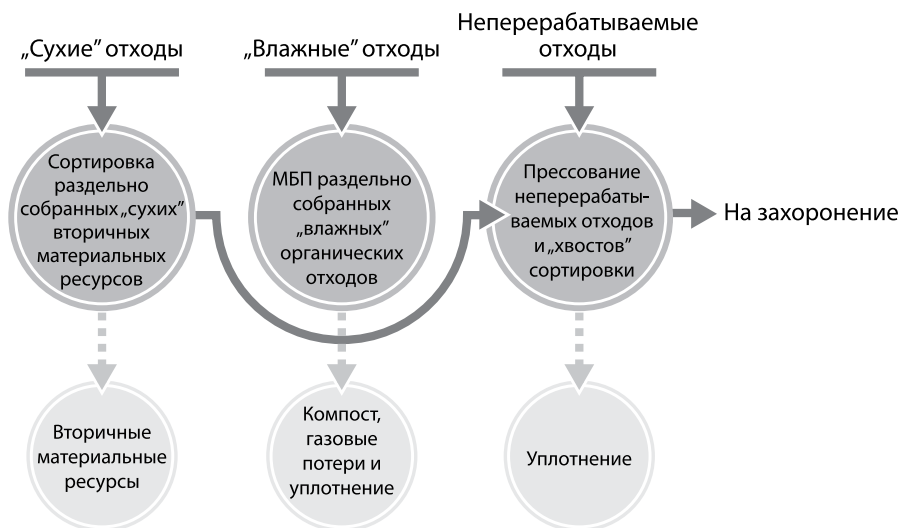 „Сухие” отходы
„Влажные” отходы
Неперерабатываемые
отходы
Сортировка
раздельно
собранных „сухих”
вторичных
материальных
ресурсов
МБП раздельно
собранных
„влажных”
органических
отходов
Прессование
неперерабаты-
ваемых отходов
и „хвостов”
сортировки
На захоронение
Вторичные
материальные
ресурсы
Компост,
газовые
потери и
уплотнение
Уплотнение